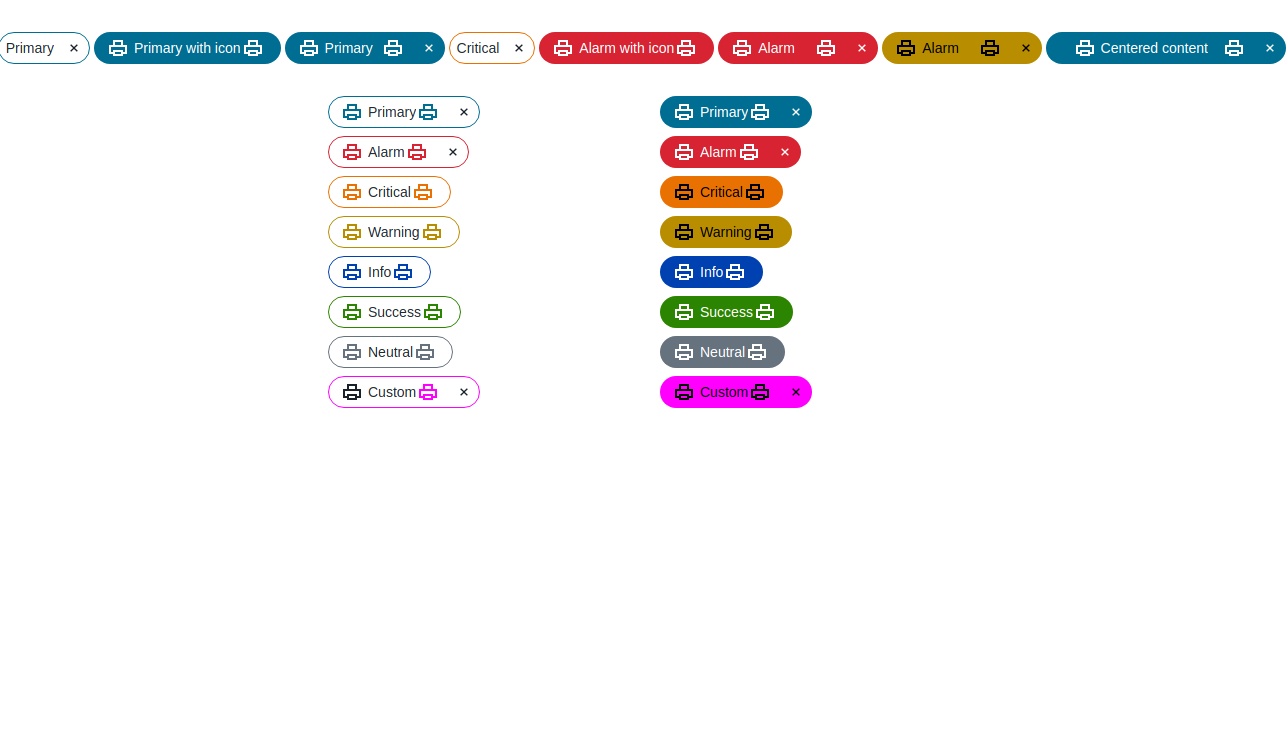 Primary Primary with icon Primary Critical Alarm with icon Alarm Alarm Centered content
Primary Primary
Alarm Alarm
Critical Critical
Warning Warning
Info Info
Success Success
Neutral Neutral
Custom Custom